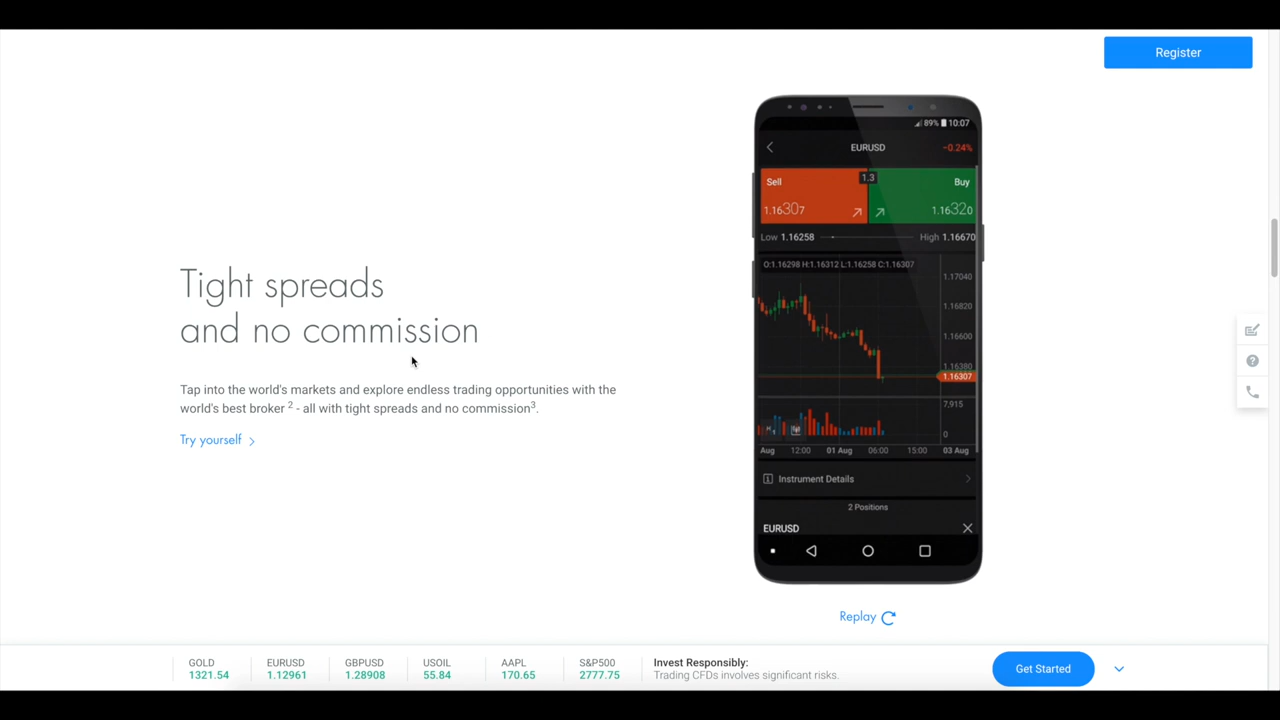 Register
89% 10:07
EURUSD -0.24%
Sell 1.3 Buy
1.16307 1.16320
Low 1.16258 High 1.16670
O:1.16298 H:1.16312 L:1.16258 C:1.16307
1.17040
1.16820
1.16600
1.16380
1.16307
7,915
0
Aug 12:00 01 Aug 06:00 15:00 03 Aug
Instrument Details
2 Positions
EURUSD
Replay
Tight spreads
and no commission
Tap into the world's markets and explore endless trading opportunities with the
world's best broker 2 - all with tight spreads and no commission3.
Try yourself
GOLD EURUSD GBPUSD USOIL AAPL S&P500 Invest Responsibly:
1321.54 1.12961 1.28908 55.84 170.65 2777.75 Trading CFDs involves significant risks.
Get Started